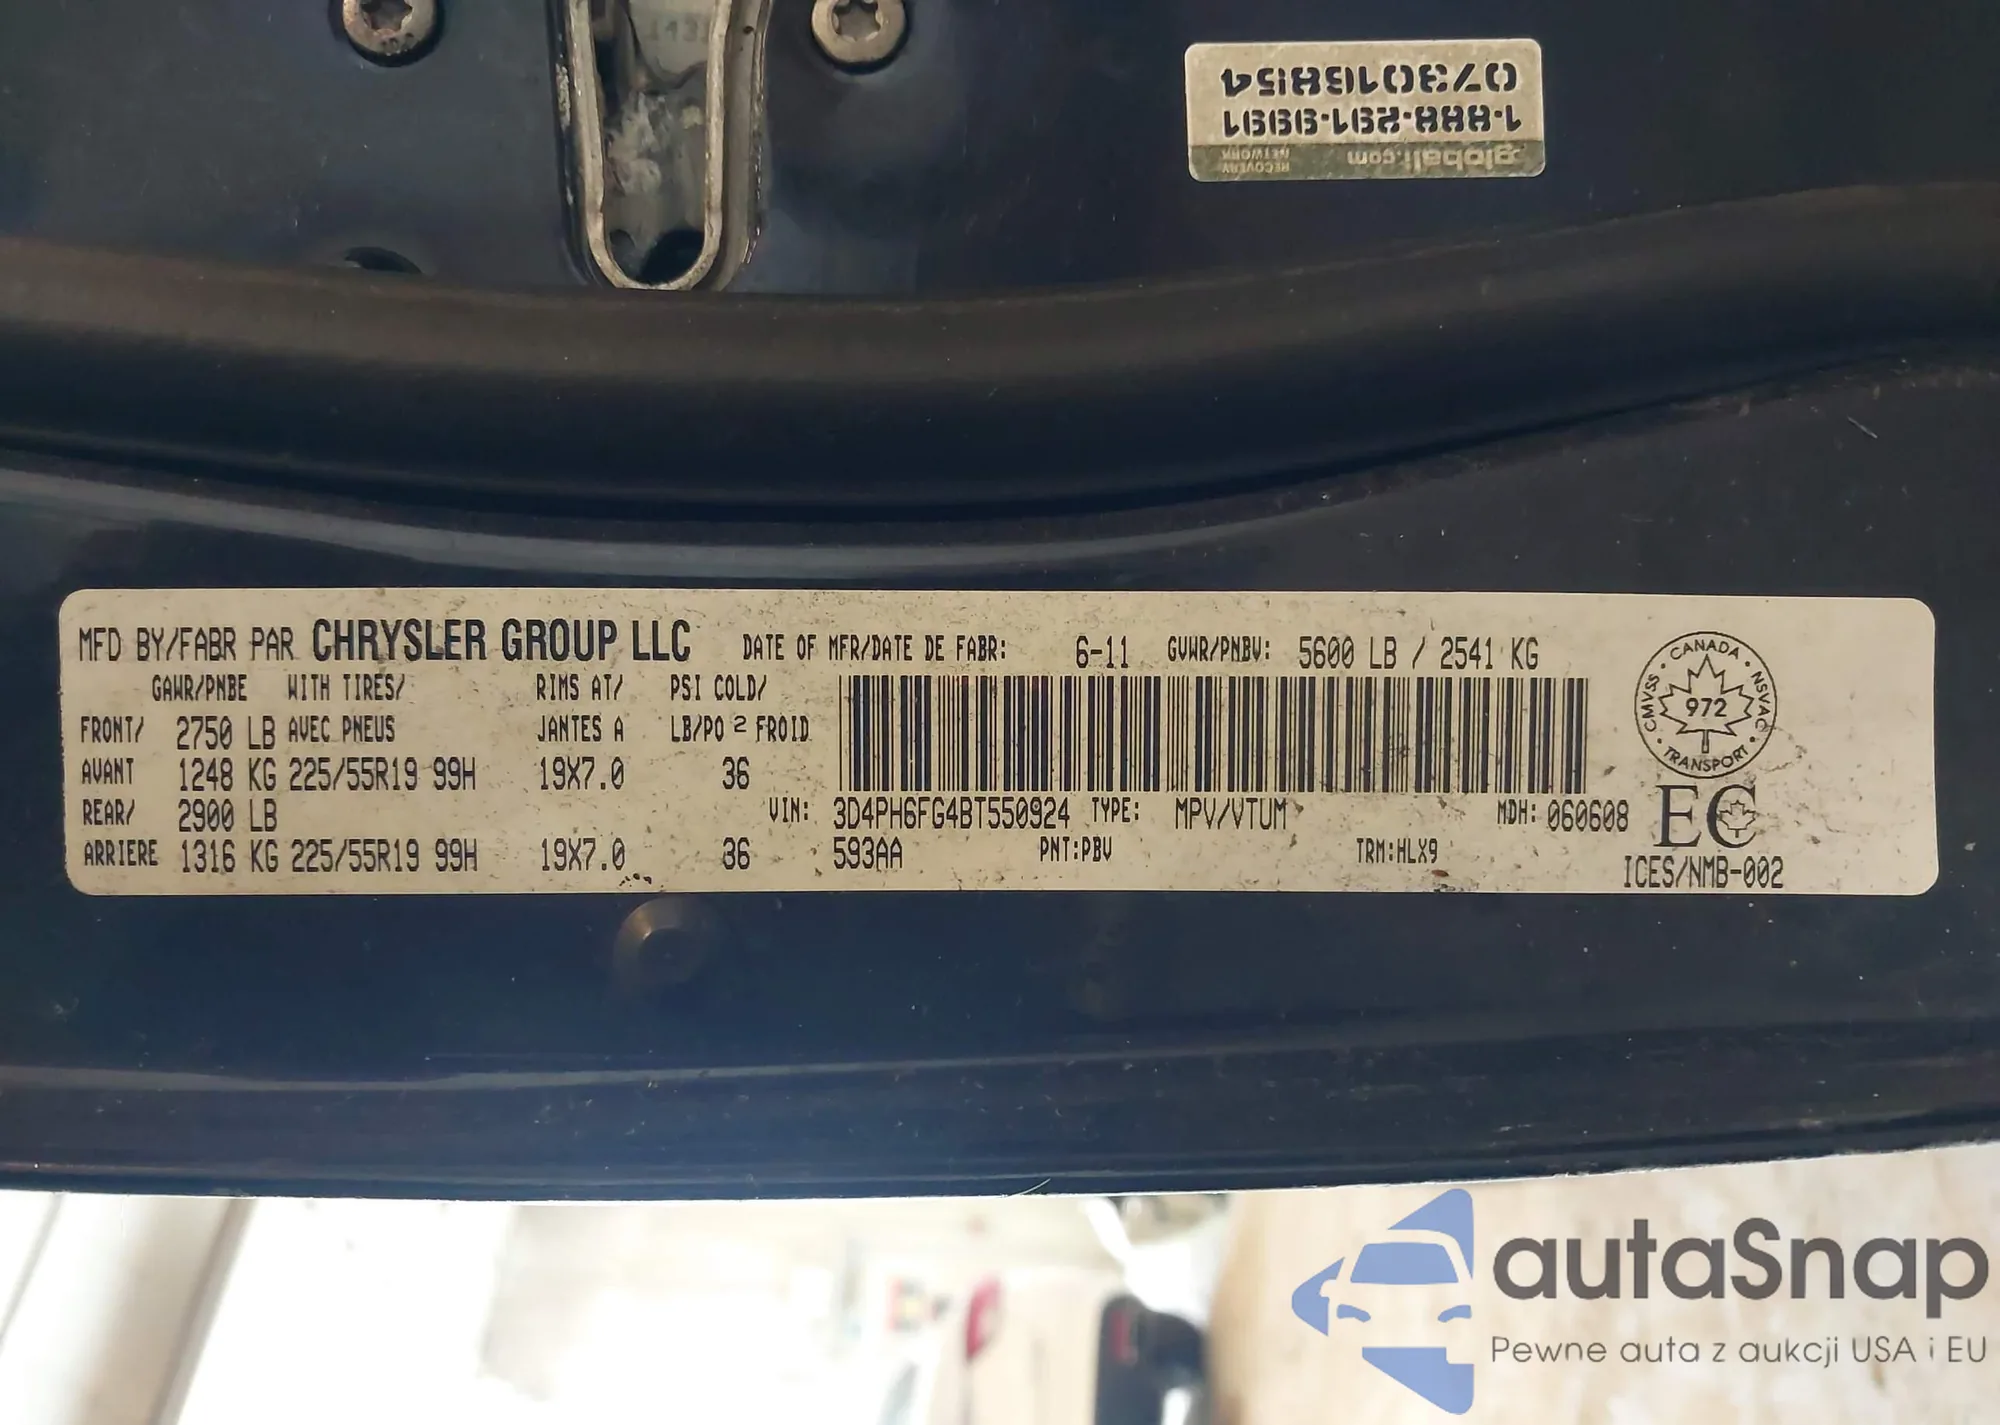 globali.com RECOVERY NETWORK
1-888-291-9991
0730168154
MFD BY/FABR PAR CHRYSLER GROUP LLC DATE OF MFR/DATE DE FABR: 6-11 GVWR/PNBV: 5600 LB / 2541 KG
GAWR/PNBE WITH TIRES/ RIMS AT/ PSI COLD/
FRONT/ 2750 LB AVEC PNEUS JANTES A LB/PO 2 FROID
AVANT 1248 KG 225/55R19 99H 19X7.0 36
REAR/ 2900 LB VIN: 3D4PH6FG4BT550924 TYPE: MPV/VTUM MDH: 060608
ARRIERE 1316 KG 225/55R19 99H 19X7.0 36 593AA PNT:PBV TRM:HLX9
CANADA
CMVSS 972 NSVAC
TRANSPORT
EC
ICES/NMB-002
autaSnap
Pewne auta z aukcji USA i EU